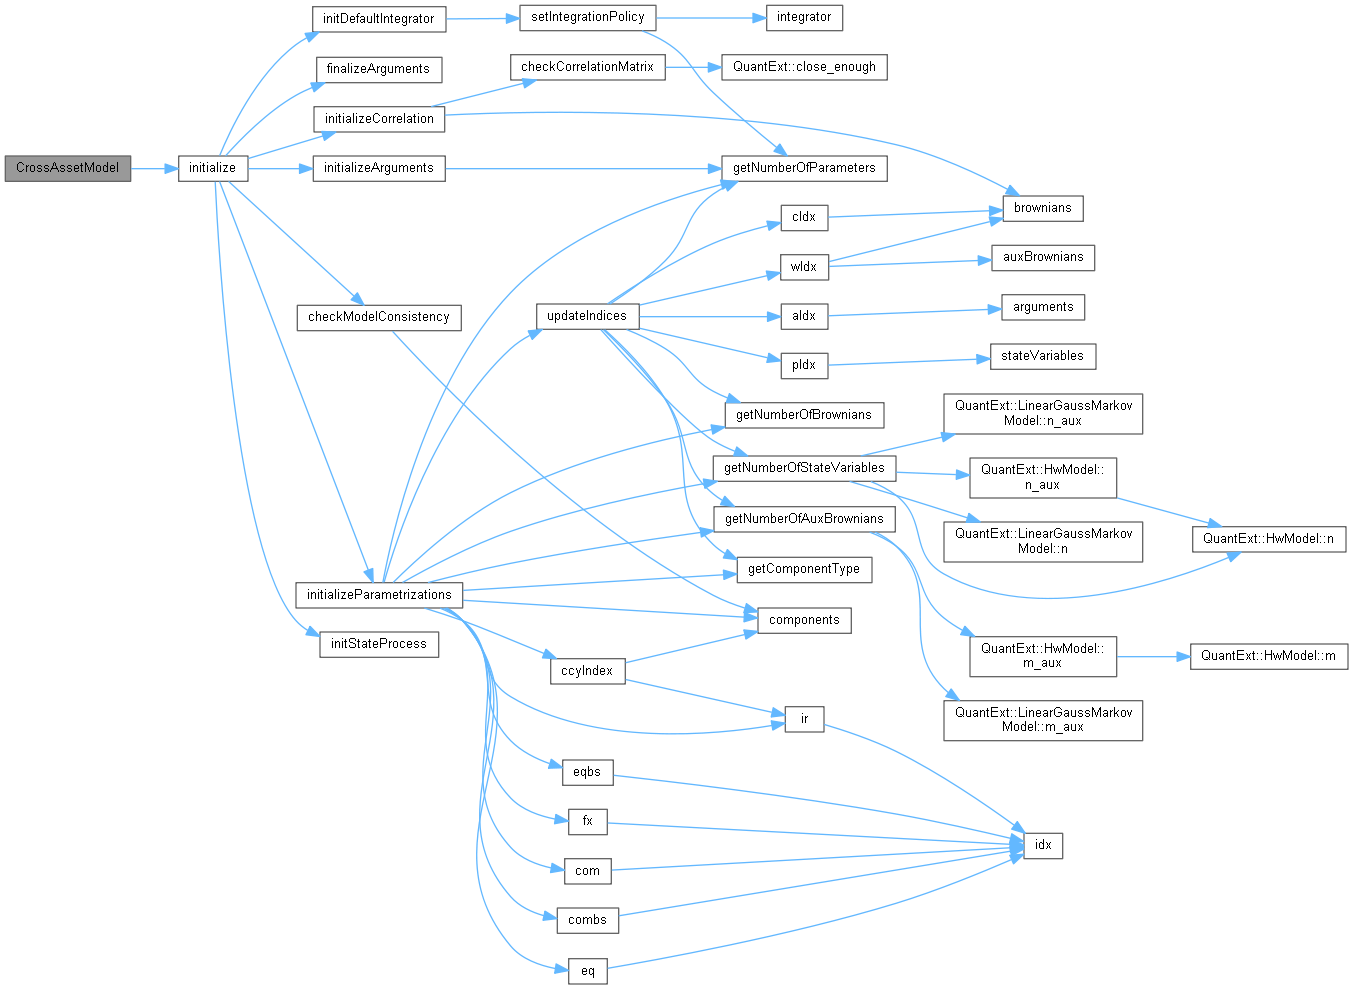 CrossAssetModel
initialize
initDefaultIntegrator
finalizeArguments
initializeCorrelation
initializeArguments
checkModelConsistency
initializeParametrizations
initStateProcess
setIntegrationPolicy
checkCorrelationMatrix
updateIndices
ccyIndex
eqbs
fx
com
combs
eq
integrator
QuantExt::close_enough
getNumberOfParameters
cIdx
wIdx
aIdx
pIdx
getNumberOfBrownians
getNumberOfStateVariables
getNumberOfAuxBrownians
getComponentType
components
ir
brownians
auxBrownians
arguments
stateVariables
QuantExt::LinearGaussMarkov
Model::n_aux
QuantExt::HwModel::
n_aux
QuantExt::LinearGaussMarkov
Model::n
QuantExt::HwModel::
m_aux
QuantExt::LinearGaussMarkov
Model::m_aux
idx
QuantExt::HwModel::n
QuantExt::HwModel::m